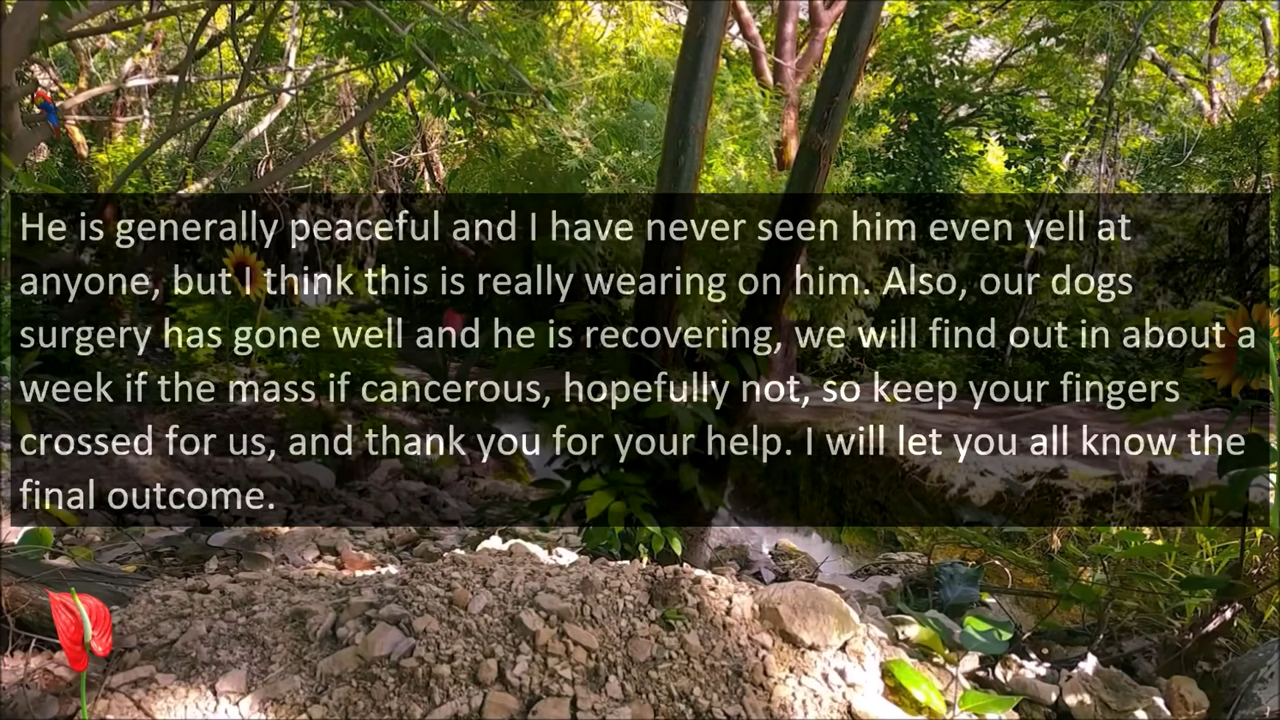 He is generally peaceful and I have never seen him even yell at
anyone, but I think this is really wearing on him. Also, our dogs
surgery has gone well and he is recovering, we will find out in about a
week if the mass if cancerous, hopefully not, so keep your fingers
crossed for us, and thank you for your help. I will let you all know the
final outcome.